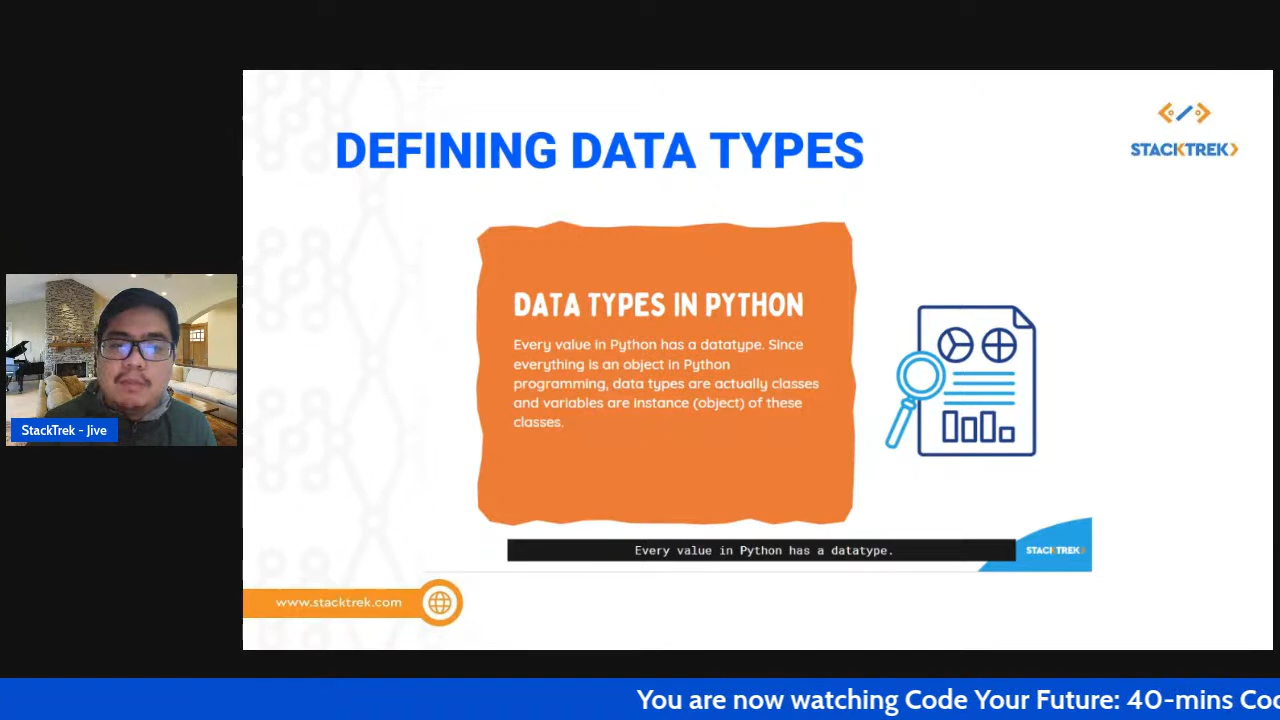 DEFINING DATA TYPES
STACKTREK
DATA TYPES IN PYTHON
Every value in Python has a datatype. Since
everything is an object in Python
programming, data types are actually classes
and variables are instance (object) of these
classes.
StackTrek - Jive
Every value in Python has a datatype.
STACKTREK
www.stacktrek.com
You are now watching Code Your Future: 40-mins Co